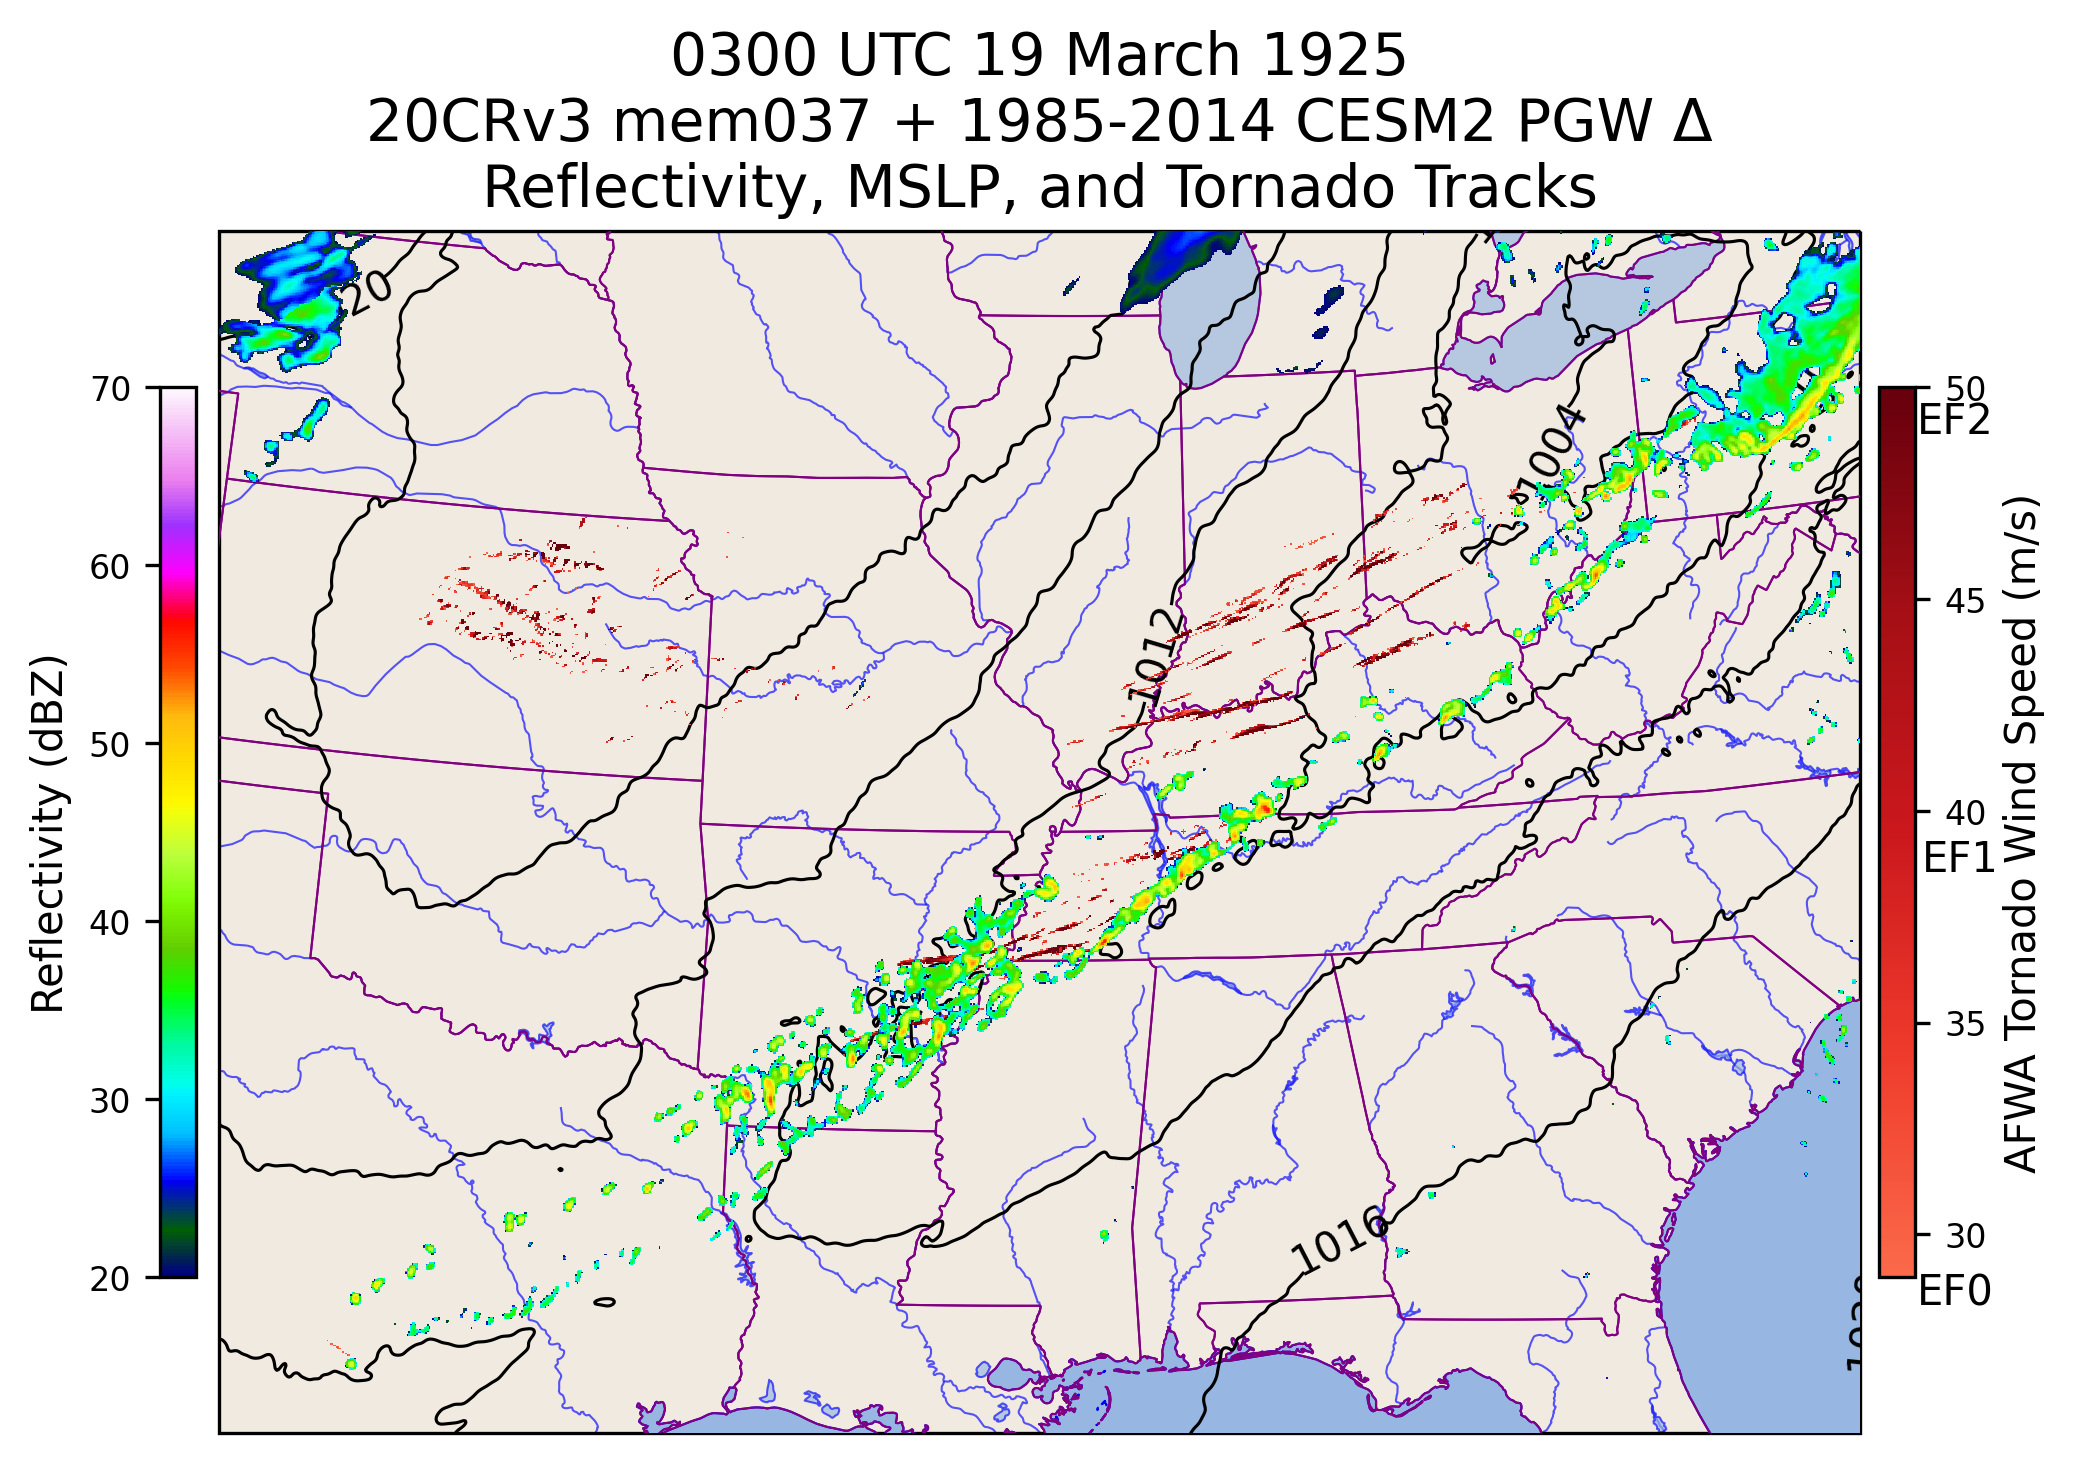 0300 UTC 19 March 1925
20CRv3 mem037 + 1985-2014 CESM2 PGW Δ
Reflectivity, MSLP, and Tornado Tracks
70
60
50
40
30
20
Reflectivity (dBZ)
20
1004
1012
1016
1020
50
EF2
45
40
EF1
35
30
EF0
AFWA Tornado Wind Speed (m/s)